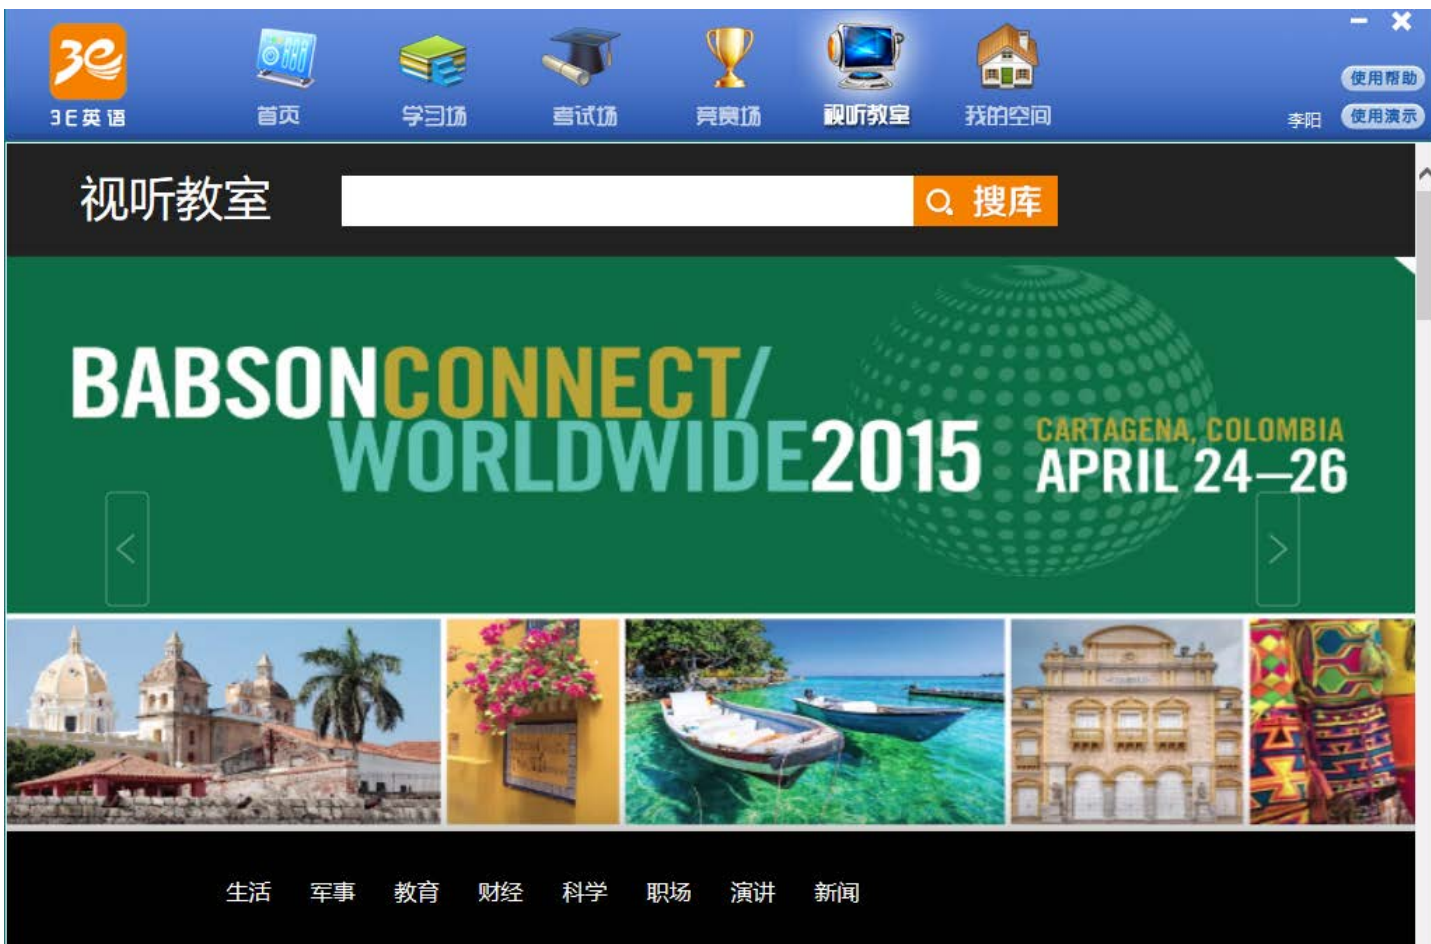 3e
3E英语
首页
学习场
考试场
竞赛场
视听教室
我的空间
李阳
使用帮助
使用演示
视听教室
搜库
BABSONCONNECT/
WORLDWIDE2015
CARTAGENA, COLOMBIA
APRIL 24—26
生活 军事 教育 财经 科学 职场 演讲 新闻